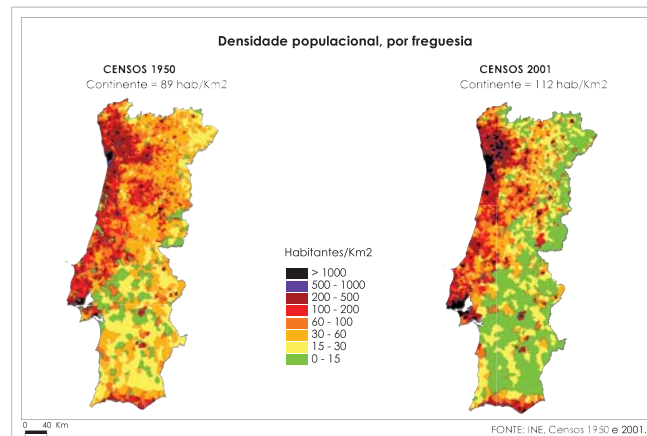 Densidade populacional, por freguesia
CENSOS 1950
Continente = 89 hab/Km2
CENSOS 2001
Continente = 112 hab/Km2
Habitantes/Km2
> 1000
500 - 1000
200 - 500
100 - 200
60 - 100
30 - 60
15 - 30
0 - 15
0 40 Km
FONTE: INE, Censos 1950 e 2001.